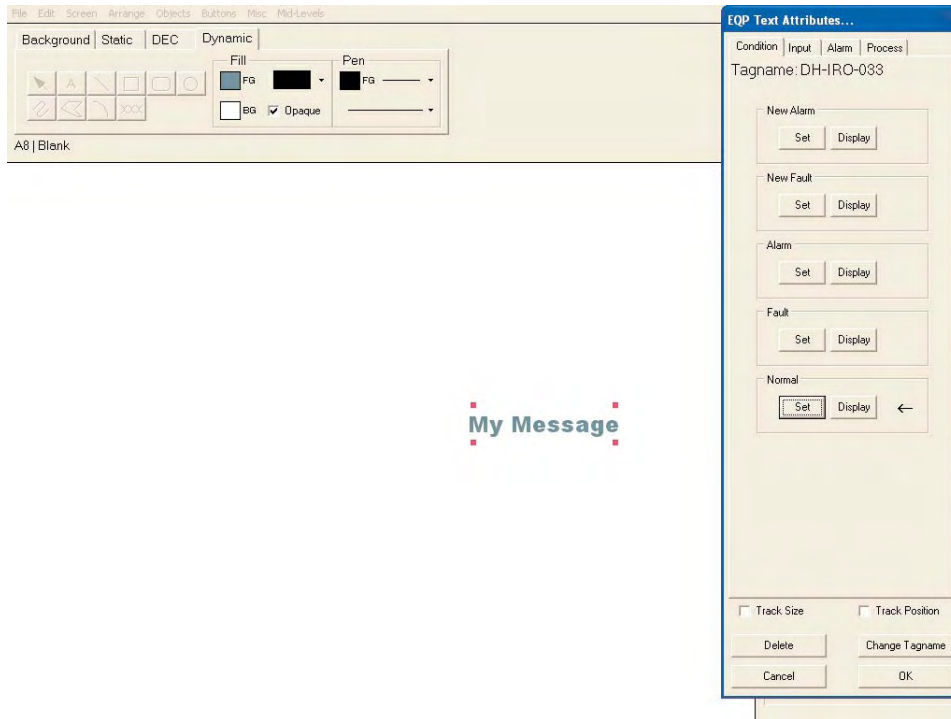 File Edit Screen Arrange Objects Buttons Misc Mid-Levels
Background Static DEC Dynamic
Fill Pen
A FG FG
XXX BG Opaque
A8 | Blank
My Message
EQP Text Attributes...
Condition Input Alarm Process
Tagname: DH-IRO-033
New Alarm
Set Display
New Fault
Set Display
Alarm
Set Display
Fault
Set Display
Normal
Set Display
Track Size Track Position
Delete Change Tagname
Cancel OK